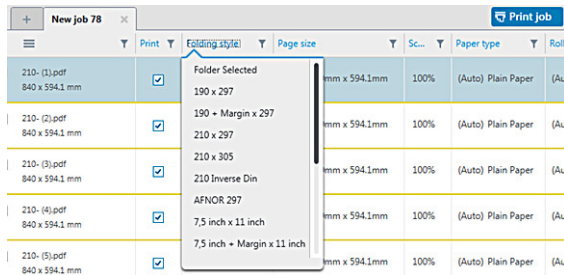 + New job 78 × Print job
Print Folding style Page size Sc... Paper type Roll
210- (1).pdf
840 x 594.1 mm
mm x 594.1mm 100% (Auto) Plain Paper (Au
210- (2).pdf
840 x 594.1 mm
mm x 594.1mm 100% (Auto) Plain Paper (Au
210- (3).pdf
840 x 594.1 mm
mm x 594.1mm 100% (Auto) Plain Paper (Au
210- (4).pdf
840 x 594.1 mm
mm x 594.1mm 100% (Auto) Plain Paper (Au
210- (5).pdf
840 x 594.1 mm
mm x 594.1mm 100% (Auto) Plain Paper (Au
Folder Selected
190 x 297
190 + Margin x 297
210 x 297
210 x 305
210 Inverse Din
AFNOR 297
7,5 inch x 11 inch
7,5 inch + Margin x 11 inch